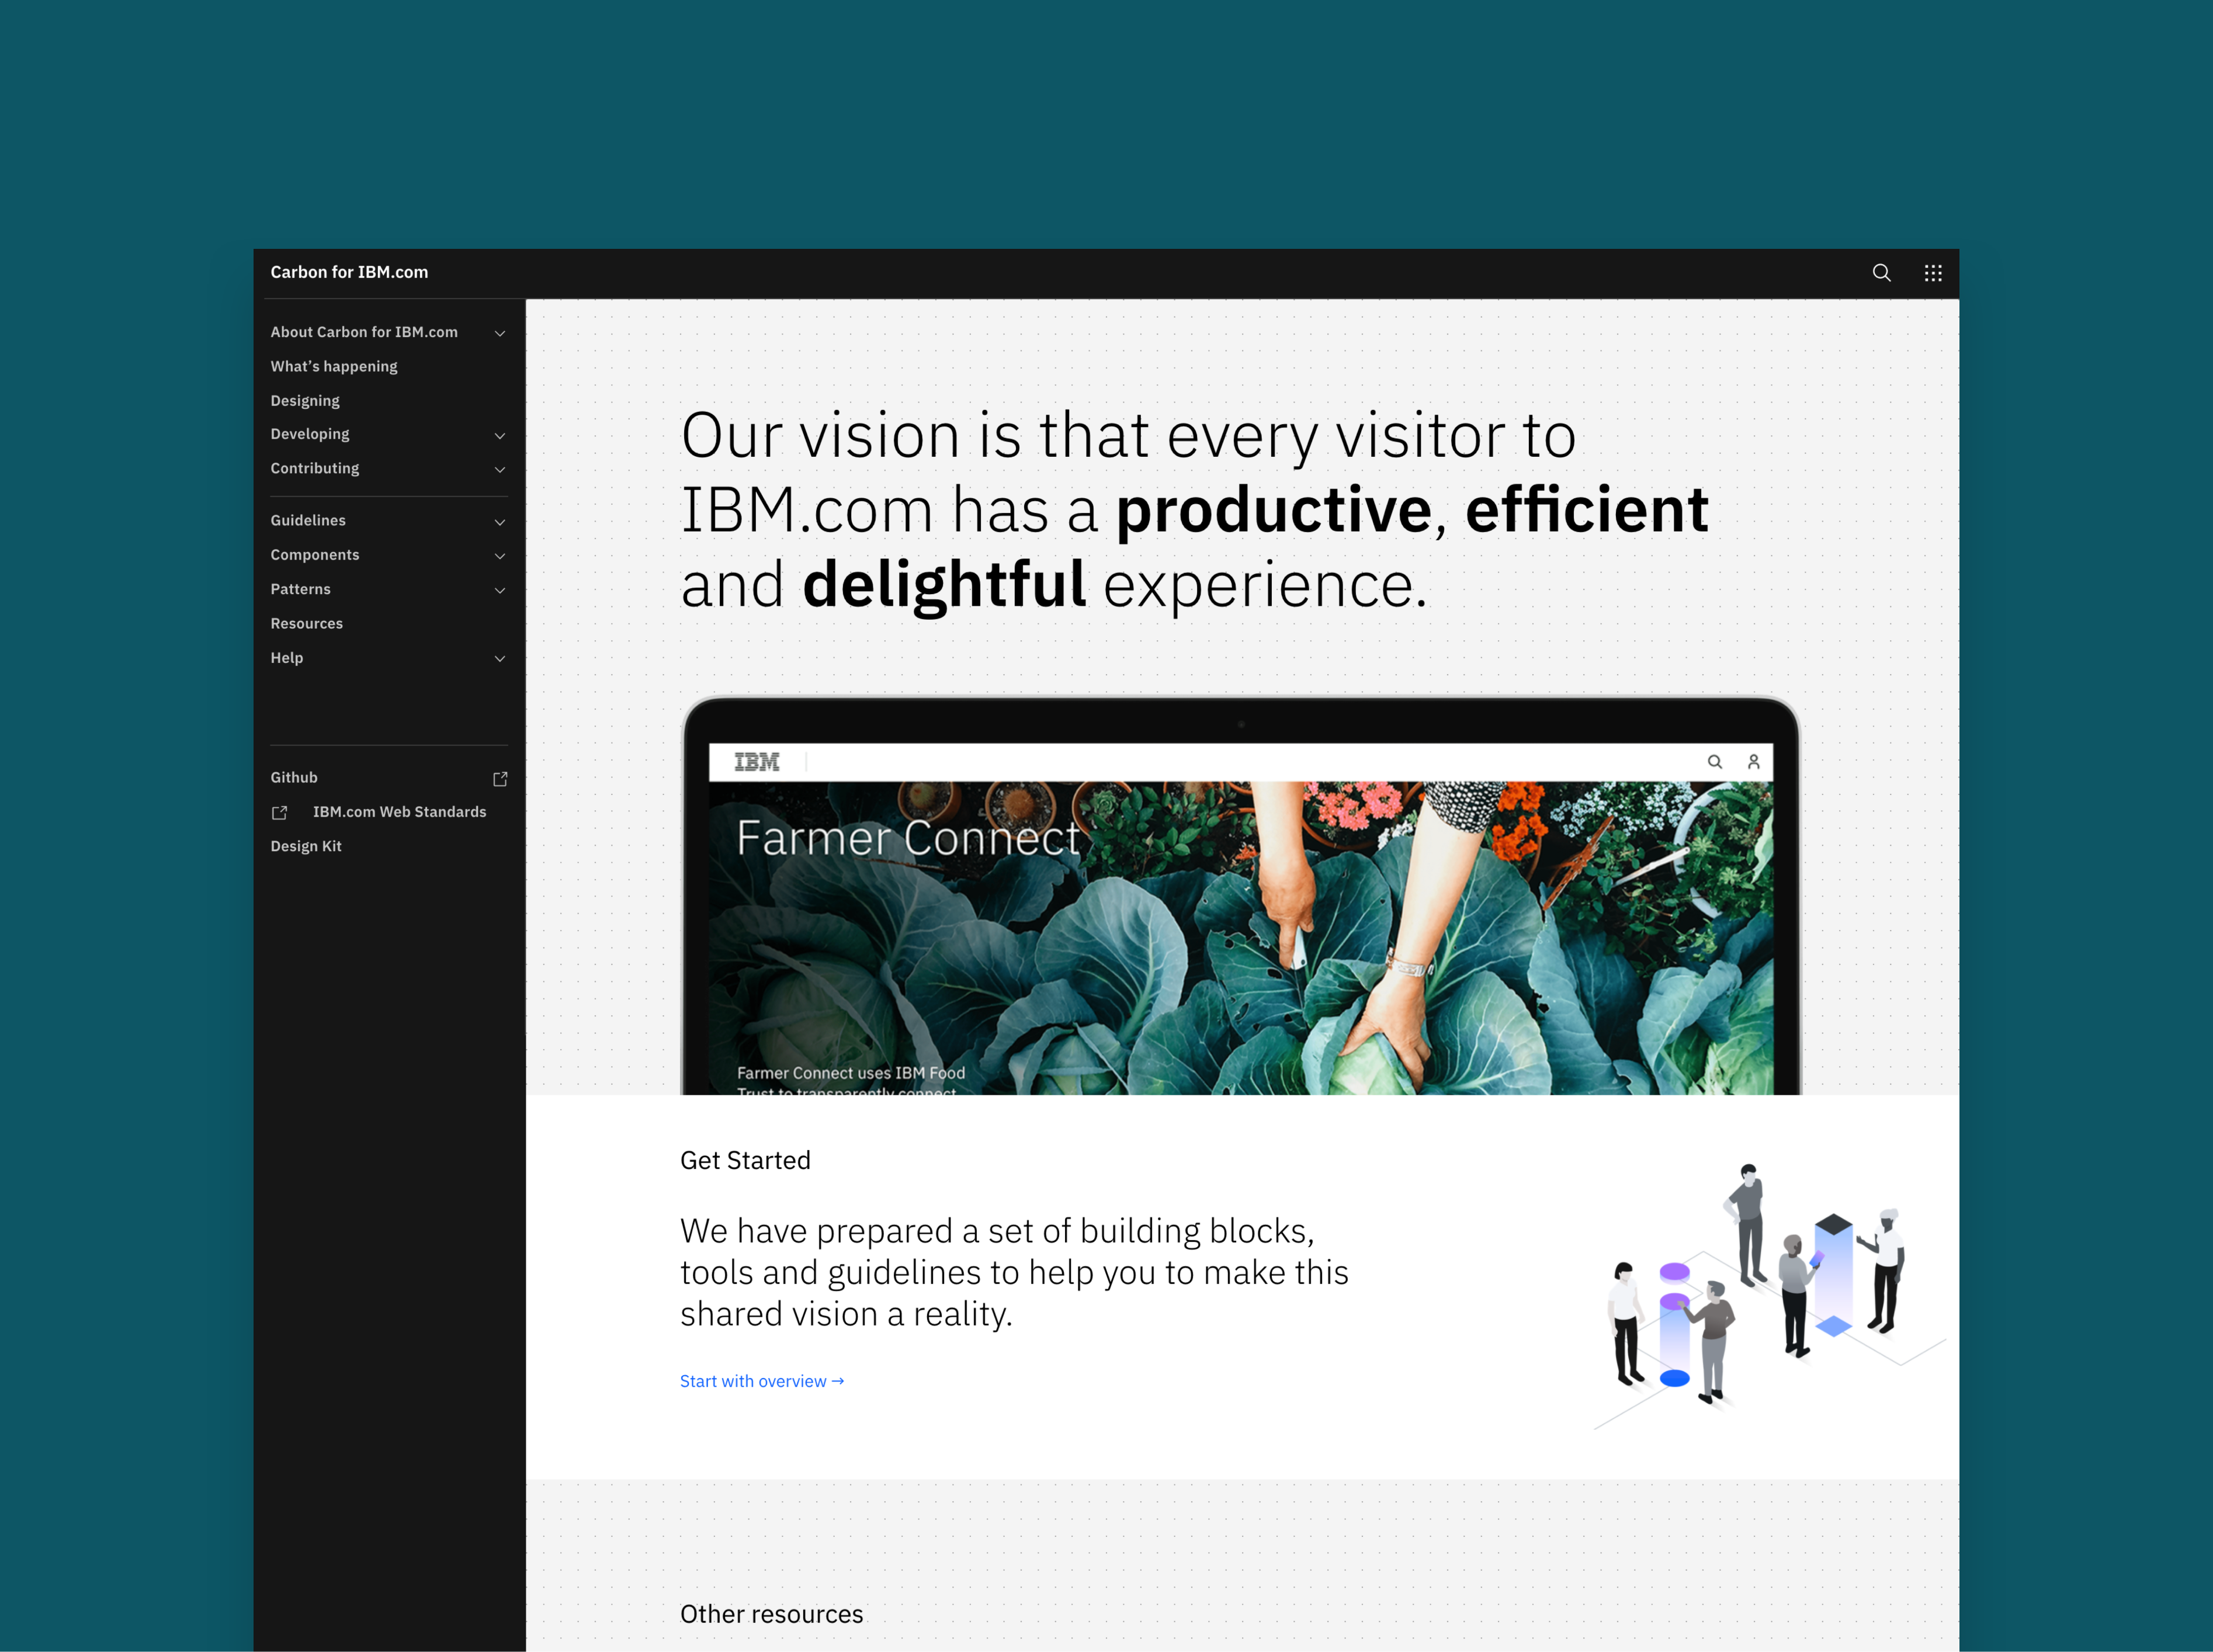 Carbon for IBM.com
About Carbon for IBM.com
What’s happening
Designing
Developing
Contributing
Guidelines
Components
Patterns
Resources
Help
Github
IBM.com Web Standards
Design Kit
Our vision is that every visitor to
IBM.com has a productive, efficient
and delightful experience.
IBM
Farmer Connect
Farmer Connect uses IBM Food
Trust to transparently connect
Get Started
We have prepared a set of building blocks,
tools and guidelines to help you to make this
shared vision a reality.
Start with overview →
Other resources